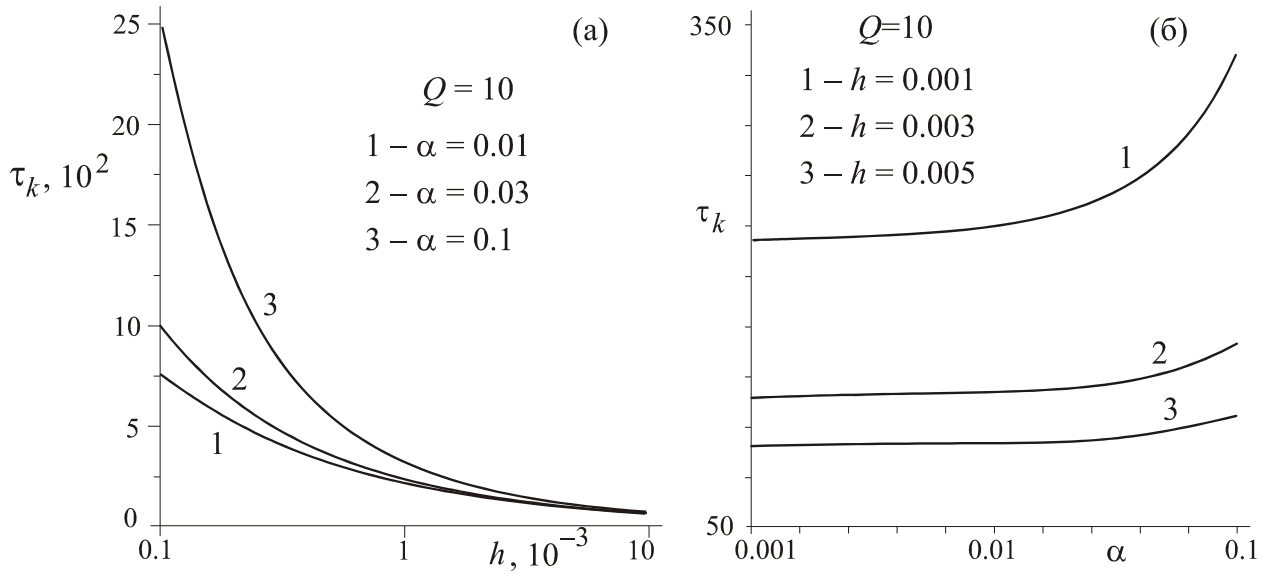 25
20
15
10
5
0
τₖ, 10²
(а)
Q = 10
1 – α = 0.01
2 – α = 0.03
3 – α = 0.1
3
2
1
0.1
1
h, 10⁻³
10
350
τₖ
50
(б)
Q=10
1 – h = 0.001
2 – h = 0.003
3 – h = 0.005
1
2
3
0.001
0.01
α
0.1